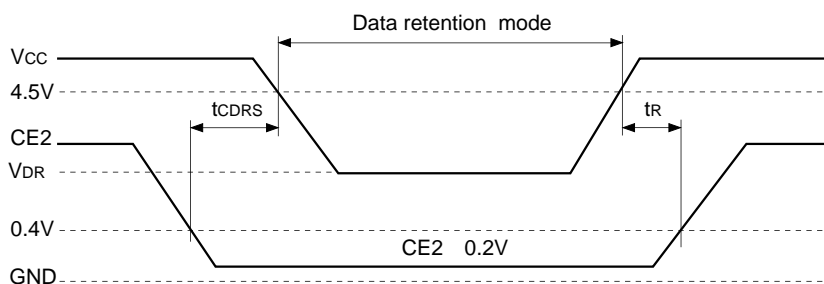 Data retention mode
VCC
4.5V
tCDRS
tR
CE2
VDR
0.4V
CE2 0.2V
GND